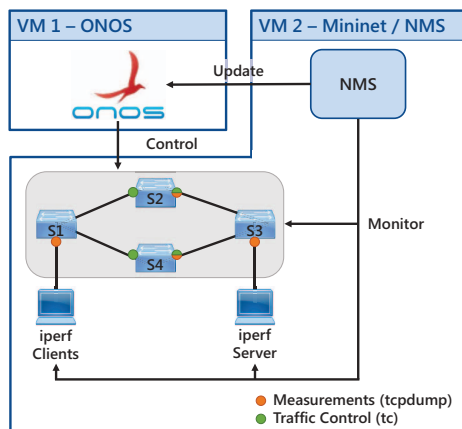 VM 1 – ONOS
VM 2 – Mininet / NMS
Update
NMS
onos
Control
S2
S1
S3
S4
Monitor
iperf
Clients
iperf
Server
Measurements (tcpdump)
Traffic Control (tc)